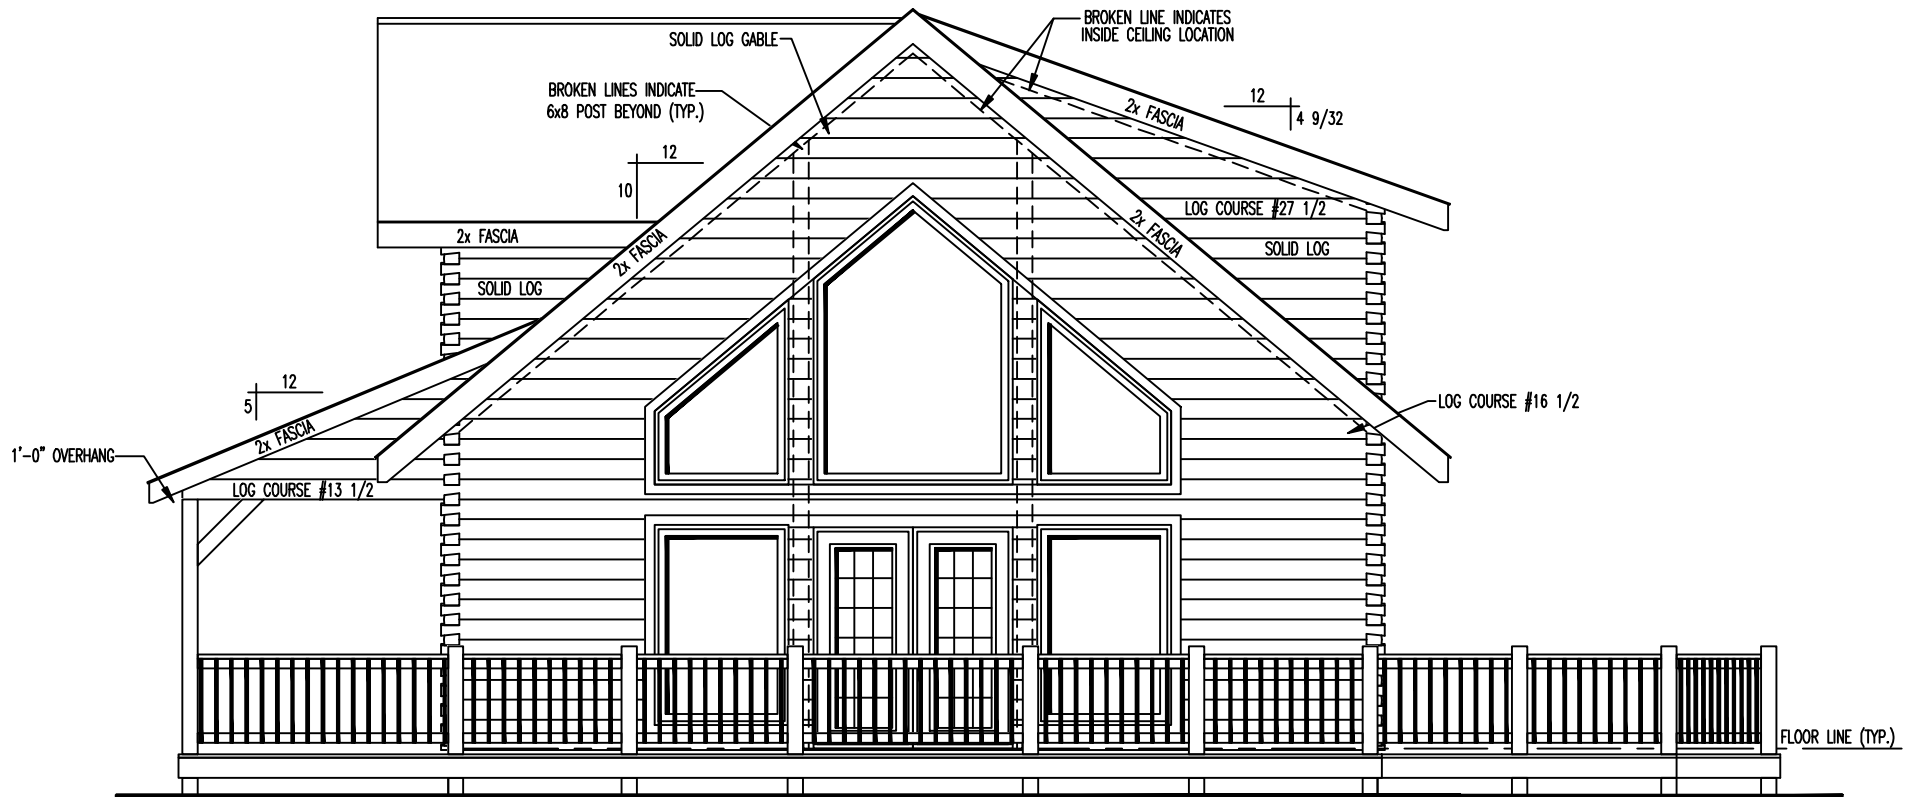 BROKEN LINE INDICATES
INSIDE CEILING LOCATION
SOLID LOG GABLE
BROKEN LINES INDICATE
6x8 POST BEYOND (TYP.)
12
4 9/32
2x FASCIA
12
10
LOG COURSE #27 1/2
2x FASCIA
2x FASCIA
2x FASCIA
SOLID LOG
SOLID LOG
12
5
LOG COURSE #16 1/2
2x FASCIA
1'-0" OVERHANG
LOG COURSE #13 1/2
FLOOR LINE (TYP.)